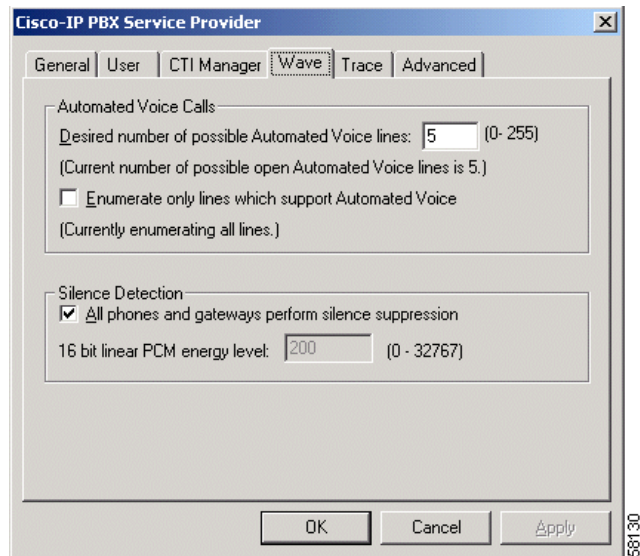 Cisco-IP PBX Service Provider
General User CTI Manager Wave Trace Advanced
Automated Voice Calls
Desired number of possible Automated Voice lines: 5 (0- 255)
(Current number of possible open Automated Voice lines is 5.)
Enumerate only lines which support Automated Voice
(Currently enumerating all lines.)
Silence Detection
All phones and gateways perform silence suppression
16 bit linear PCM energy level: 200 (0 - 32767)
OK Cancel Apply
68130